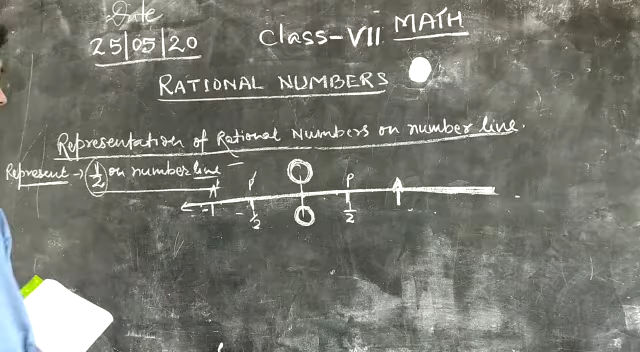 Date
25|05|20
Class-VII MATH
RATIONAL NUMBERS
Representation of Rational Numbers on number line.
Represent → 1/2 on number line
A' P' O P A
-1 -1/2 O 1/2 1